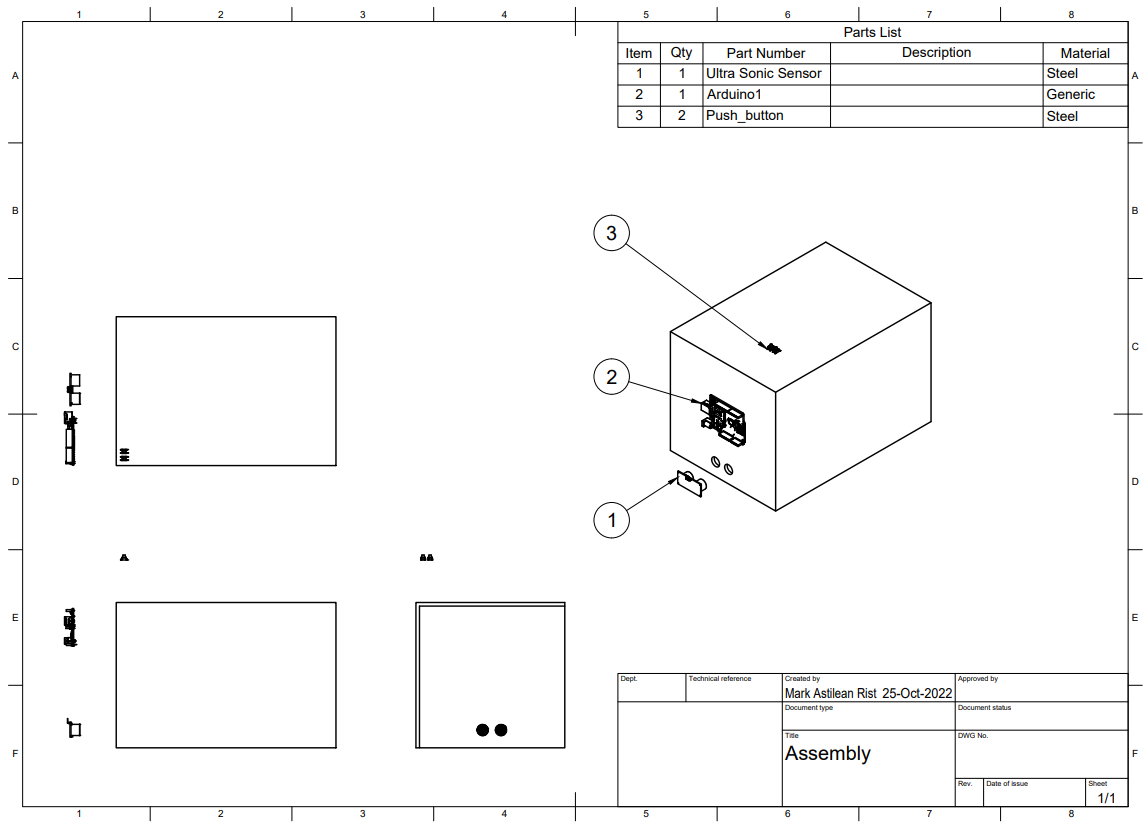 1 2 3 4 5 6 7 8
Parts List
Item Qty Part Number Description Material
1 1 Ultra Sonic Sensor Steel
2 1 Arduino1 Generic
3 2 Push_button Steel
A A
B B
3
C C
2
D D
1
E E
Dept. Technical reference Created by Approved by
Mark Astilean Rist 25-Oct-2022
Document type Document status
Title DWG No.
Assembly
F F
Rev. Date of issue Sheet
1/1
1 2 3 4 5 6 7 8